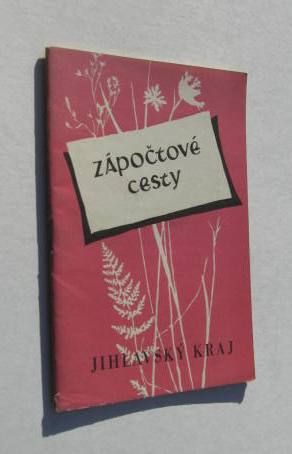 zápočtové
cesty
JIHLAVSKÝ KRAJ